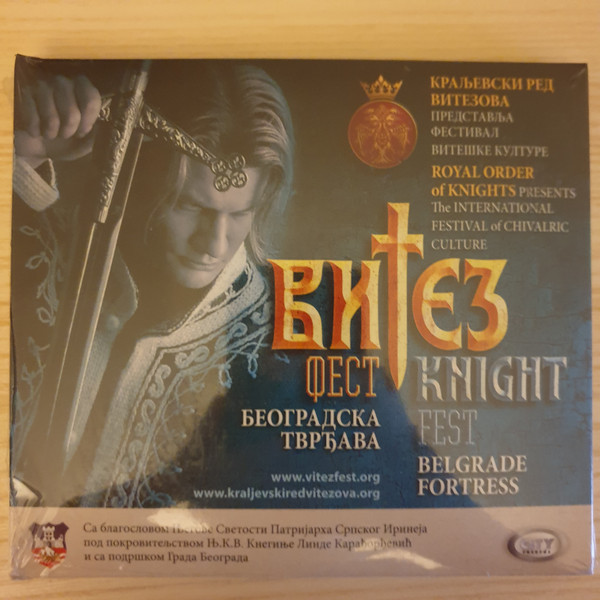 КРАЉЕВСКИ РЕД
ВИТЕЗОВА
ПРЕДСТАВЉА
ФЕСТИВАЛ
ВИТЕШКЕ КУЛТУРЕ
ROYAL ORDER
of KNIGHTS PRESENTS
The INTERNATIONAL
FESTIVAL of CHIVALRIC
CULTURE
ВИТЕЗ
ФЕСТ
KNIGHT
FEST
БЕОГРАДСКА
ТВРЂАВА
BELGRADE
FORTRESS
www.vitezfest.org
www.kraljevskiredvitezova.org
Са благословом Његове Светости Патријарха Српског Иринеја
под покровитељством Њ.К.В. Кнегиње Линде Карађорђевић
и са подршком Града Београда
CITY
RECORDS